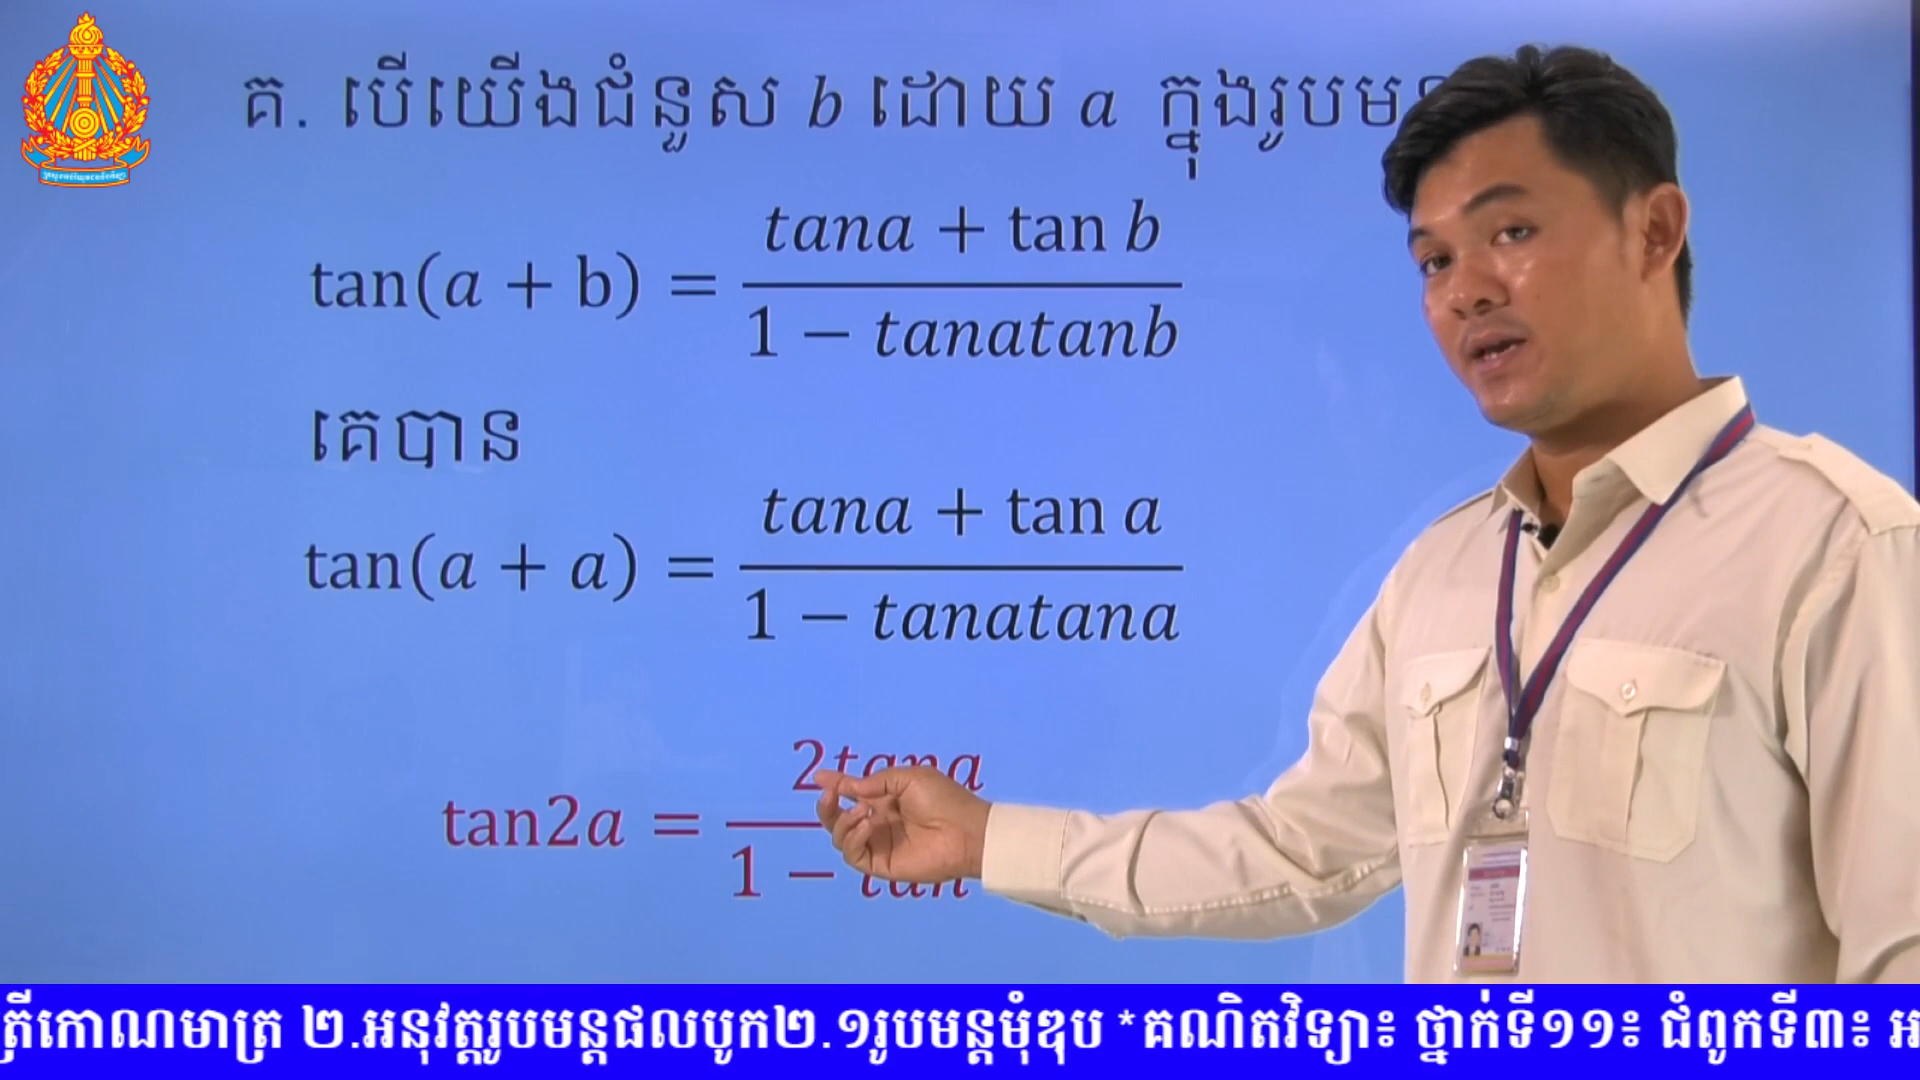 គ. បើយើងជំនួស b ដោយ a ក្នុងរូបមន
tan(a + b) = (tana + tan b) / (1 − tanatanb)
គេបាន
tan(a + a) = (tana + tan a) / (1 − tanatana)
tan2a = 2tana / 1 − tan
ត្រីកោណមាត្រ ២.អនុវត្តរូបមន្តផលបូក២.១រូបមន្តមុំឌុប *គណិតវិទ្យា៖ ថ្នាក់ទី១១៖ ជំពូកទី៣៖ អ